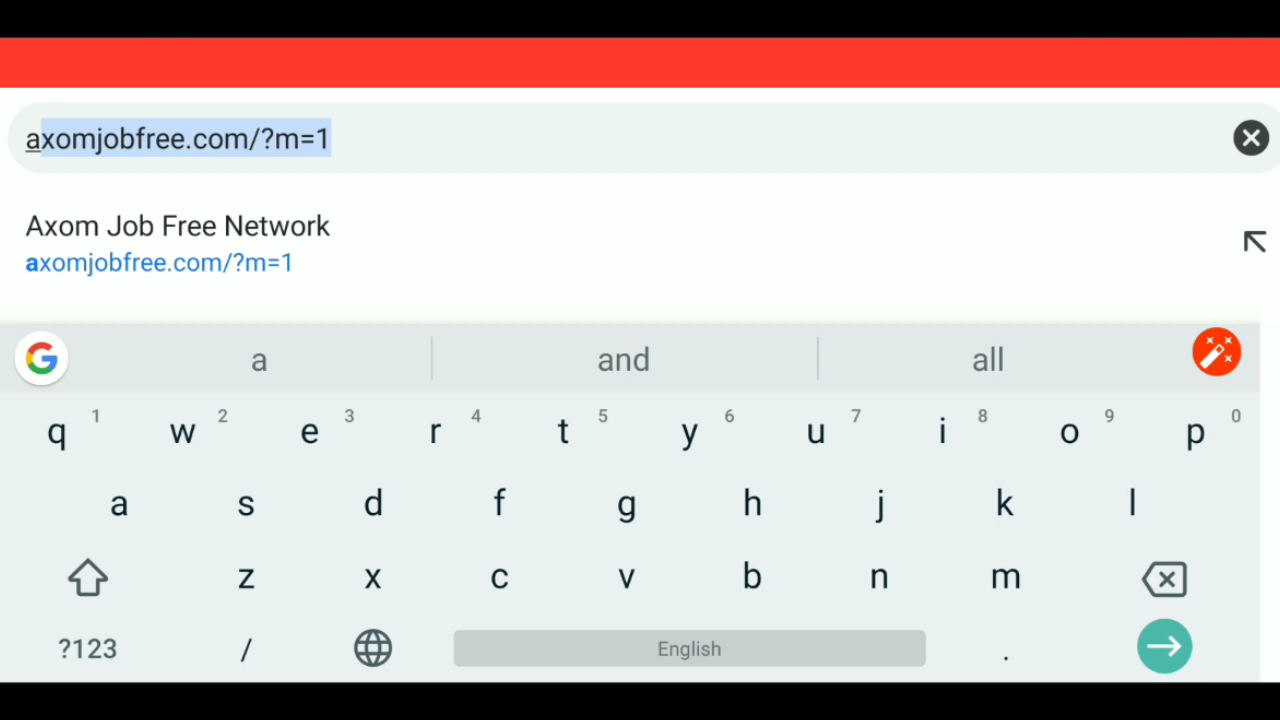 axomjobfree.com/?m=1
Axom Job Free Network
axomjobfree.com/?m=1
a and all
q 1 w 2 e 3 r 4 t 5 y 6 u 7 i 8 o 9 p 0
a s d f g h j k l
z x c v b n m
?123 / English .